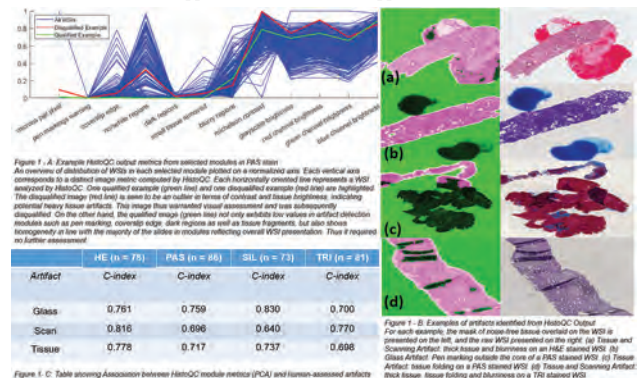 All WSIs
Disqualified Example
Qualified Example
1
0.8
0.6
0.4
0.2
0
microns per pixel
pen markings
coverslip edge
nonwhite regions
dark regions
small tissue removed
blurry regions
michelson contrast
grayscale brightness
red channel brightness
green channel brightness
blue channel brightness
Figure 1 - A: Example HistoQC output metrics from selected modules in PAS stain
An overview of distribution of WSIs in each selected module plotted on a normalized axis. Each vertical axis
corresponds to a distinct image metric computed by HistoQC. Each horizontally oriented line represents a WSI
analyzed by HistoQC. One qualified example (green line) and one disqualified example (red line) are highlighted.
The disqualified image (red line) is seen to be an outlier in terms of contrast and tissue brightness, indicating
potential heavy tissue artifacts. This image thus warranted visual assessment and was subsequently
disqualified. On the other hand, the qualified image (green line) not only exhibits low values in artifact detection
modules such as pen marking, coverslip edge, dark regions as well as tissue fragments, but also shows
homogeneity in line with the majority of the slides in modules reflecting overall WSI presentation. Thus it required
no further assessment.
HE (n = 78) PAS (n = 86) SIL (n = 73) TRI (n = 81)
Artifact C-index C-index C-index C-index
Glass 0.761 0.759 0.830 0.700
Scan 0.816 0.696 0.640 0.770
Tissue 0.778 0.717 0.737 0.698
Figure 1- C: Table showing Association between HistoQC module metrics (PCA) and human-assessed artifacts
(a)
(b)
(c)
(d)
Figure 1 - B: Examples of artifacts identified from HistoQC Output
For each example, the mask of noise-free tissue overlaid on the WSI is
presented on the left, and the raw WSI presented on the right. (a) Tissue and
Scanning Artifact: thick tissue and blurriness on an H&E stained WSI. (b)
Glass Artifact: Pen marking outside the core of a PAS stained WSI. (c) Tissue
Artifact: tissue folding on a PAS stained WSI. (d) Tissue and Scanning Artifact:
thick tissue, tissue folding and blurriness on a TRI stained WSI